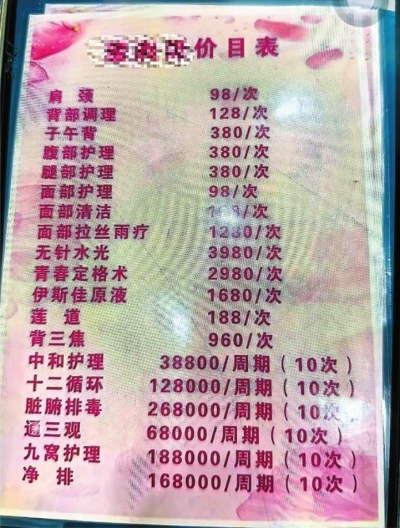 价目表
肩 颈 98/次
背部调理 128/次
子午背 380/次
腹部护理 380/次
腿部护理 380/次
面部护理 98/次
面部清洁 /次
面部拉丝雨疗 1280/次
无针水光 3980/次
青春定格术 2980/次
伊斯佳原液 1680/次
莲 道 188/次
背三焦 960/次
中和护理 38800/周期（10次）
十二循环 128000/周期（10次）
脏腑排毒 268000/周期（10次）
通三观 68000/周期（10次）
九窝护理 188000/周期（10次）
净 排 168000/周期（10次）